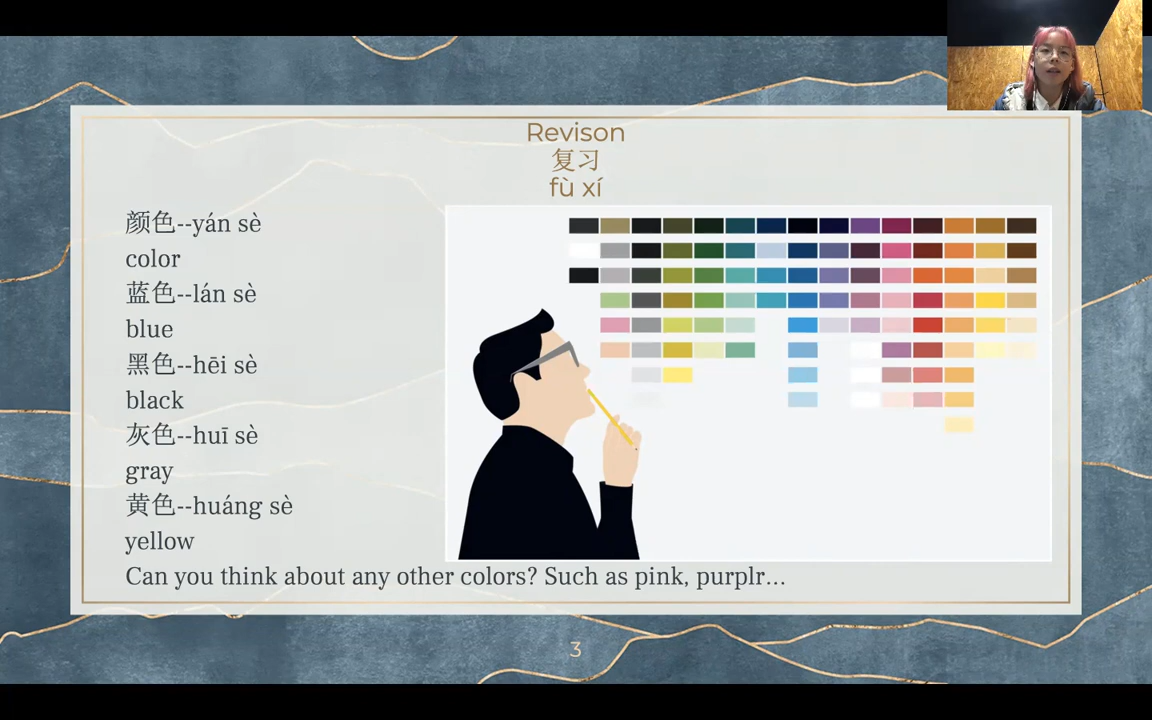 Revison
复习
fù xí
颜色--yán sè
color
蓝色--lán sè
blue
黑色--hēi sè
black
灰色--huī sè
gray
黄色--huáng sè
yellow
Can you think about any other colors? Such as pink, purplr...
3